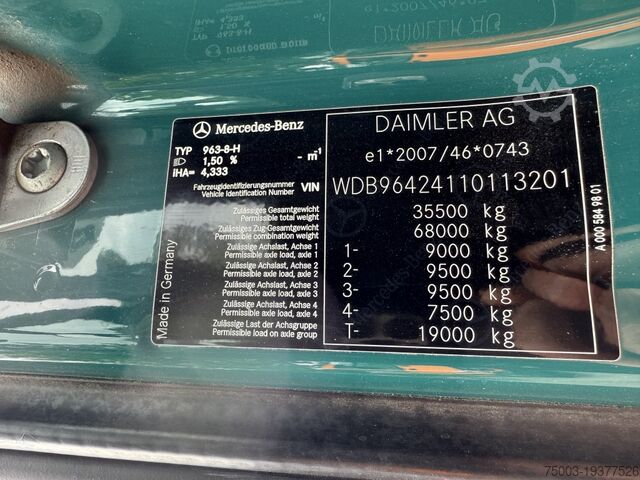 Mercedes-Benz
TYP 963-8-H
1,50 % - m⁻¹
IHA= 4,333
Fahrzeugidentifizierungsnummer
Vehicle Identification Number VIN
Zulässiges Gesamtgewicht
Permissible total weight
Zulässiges Zug-Gesamtgewicht
Permissible combination weight
Zulässige Achslast, Achse 1
Permissible axle load, axle 1
Zulässige Achslast, Achse 2
Permissible axle load, axle 2
Zulässige Achslast, Achse 3
Permissible axle load, axle 3
Zulässige Achslast, Achse 4
Permissible axle load, axle 4
Zulässige Last der Achsgruppe
Permissible load on axle group
Made in Germany
DAIMLER AG
e1*2007/46*0743
WDB96424110113201
35500 kg
68000 kg
1- 9000 kg
2- 9500 kg
3- 9500 kg
4- 7500 kg
T- 19000 kg
A 000 584 98 01
75003-19377526